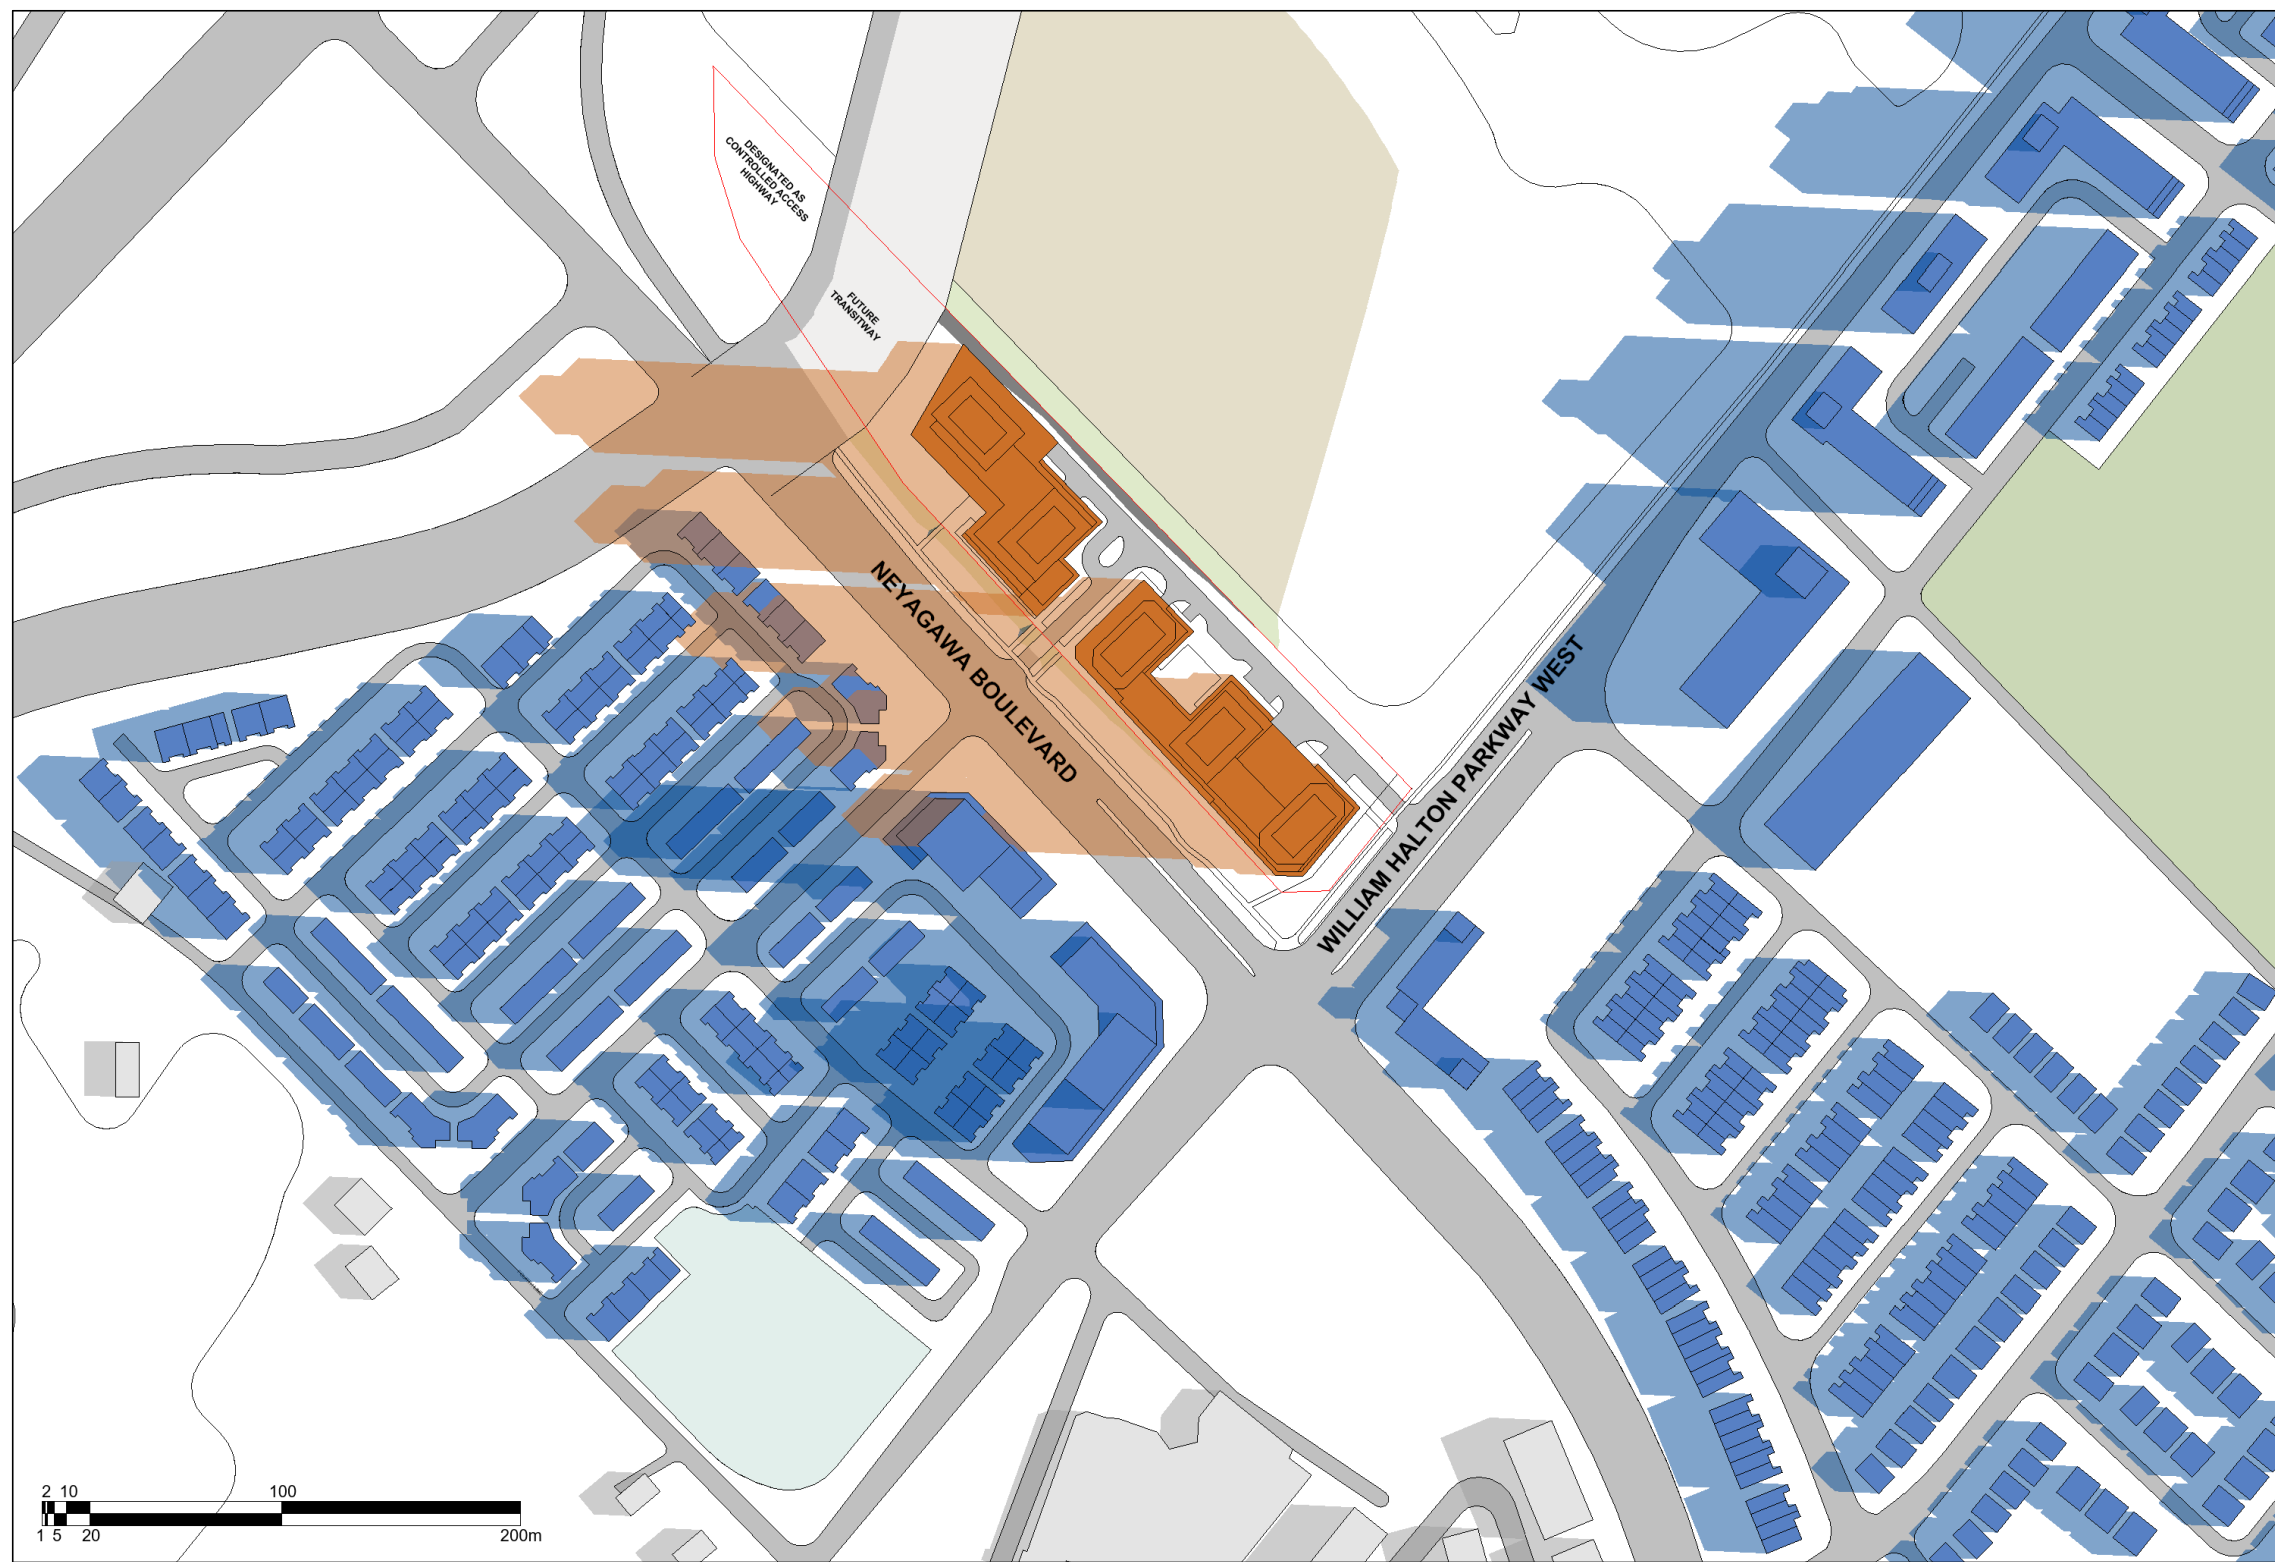 DESIGNATED AS
CONTROLLED ACCESS
HIGHWAY
FUTURE
TRANSITWAY
NEYAGAWA BOULEVARD
WILLIAM HALTON PARKWAY WEST
2 10 100
1 5 20 200m